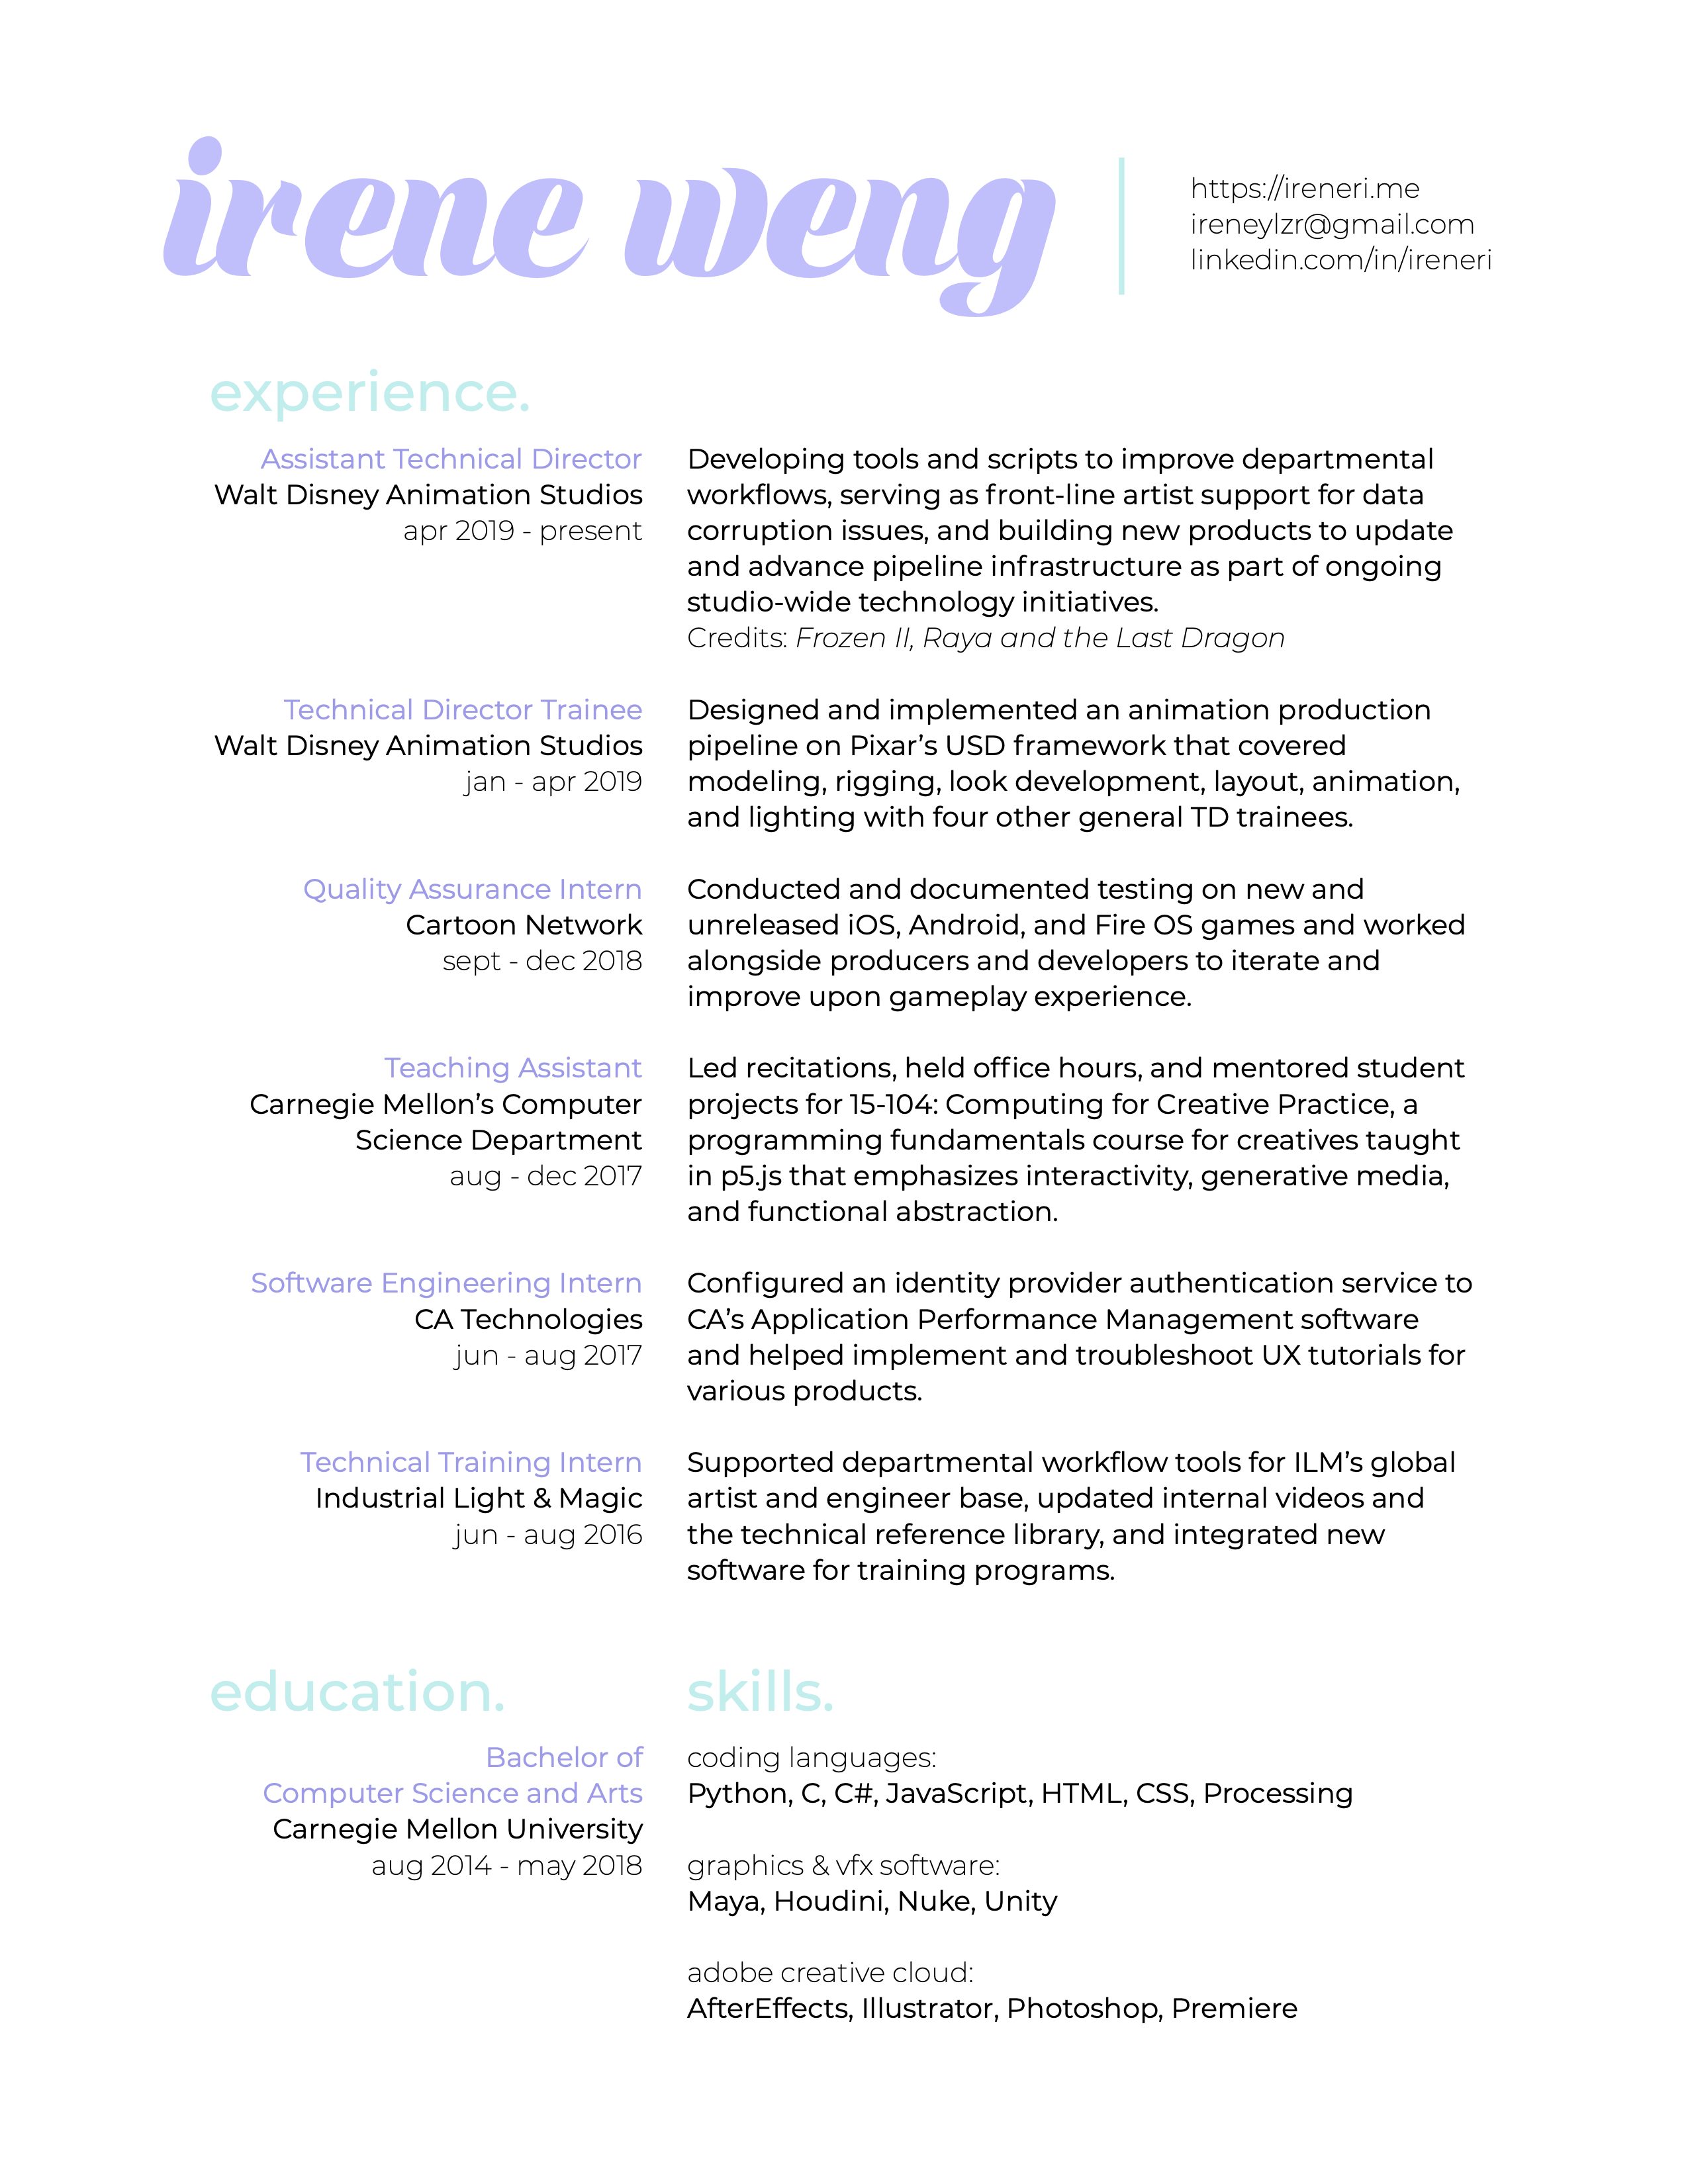 irene weng
https://ireneri.me
ireneylzr@gmail.com
linkedin.com/in/ireneri
experience.
Assistant Technical Director
Walt Disney Animation Studios
apr 2019 - present
Developing tools and scripts to improve departmental
workflows, serving as front-line artist support for data
corruption issues, and building new products to update
and advance pipeline infrastructure as part of ongoing
studio-wide technology initiatives.
Credits: Frozen II, Raya and the Last Dragon
Technical Director Trainee
Walt Disney Animation Studios
jan - apr 2019
Designed and implemented an animation production
pipeline on Pixar’s USD framework that covered
modeling, rigging, look development, layout, animation,
and lighting with four other general TD trainees.
Quality Assurance Intern
Cartoon Network
sept - dec 2018
Conducted and documented testing on new and
unreleased iOS, Android, and Fire OS games and worked
alongside producers and developers to iterate and
improve upon gameplay experience.
Teaching Assistant
Carnegie Mellon’s Computer
Science Department
aug - dec 2017
Led recitations, held office hours, and mentored student
projects for 15-104: Computing for Creative Practice, a
programming fundamentals course for creatives taught
in p5.js that emphasizes interactivity, generative media,
and functional abstraction.
Software Engineering Intern
CA Technologies
jun - aug 2017
Configured an identity provider authentication service to
CA’s Application Performance Management software
and helped implement and troubleshoot UX tutorials for
various products.
Technical Training Intern
Industrial Light & Magic
jun - aug 2016
Supported departmental workflow tools for ILM’s global
artist and engineer base, updated internal videos and
the technical reference library, and integrated new
software for training programs.
education.
Bachelor of
Computer Science and Arts
Carnegie Mellon University
aug 2014 - may 2018
skills.
coding languages:
Python, C, C#, JavaScript, HTML, CSS, Processing
graphics & vfx software:
Maya, Houdini, Nuke, Unity
adobe creative cloud:
AfterEffects, Illustrator, Photoshop, Premiere